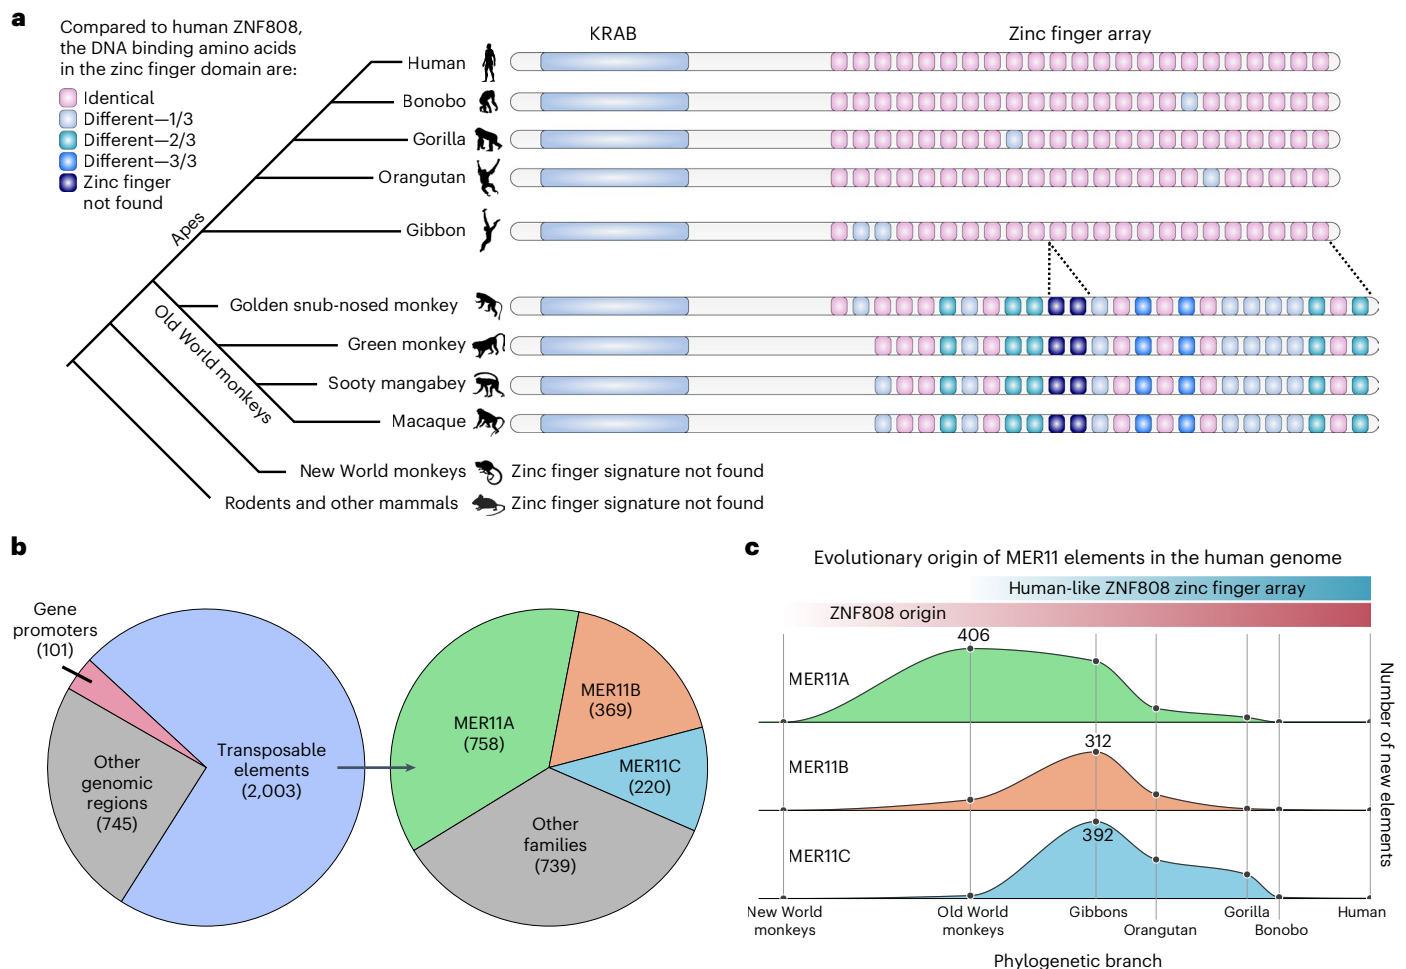 a
Compared to human ZNF808,
the DNA binding amino acids
in the zinc finger domain are:
Identical
Different—1/3
Different—2/3
Different—3/3
Zinc finger
not found
KRAB
Zinc finger array
Human
Bonobo
Gorilla
Orangutan
Gibbon
Apes
Old World monkeys
Golden snub-nosed monkey
Green monkey
Sooty mangabey
Macaque
New World monkeys
Zinc finger signature not found
Rodents and other mammals
Zinc finger signature not found
b
Gene
promoters
(101)
Transposable
elements
(2,003)
Other
genomic
regions
(745)
MER11A
(758)
MER11B
(369)
MER11C
(220)
Other
families
(739)
c
Evolutionary origin of MER11 elements in the human genome
Human-like ZNF808 zinc finger array
ZNF808 origin
406
MER11A
312
MER11B
392
MER11C
Number of new elements
New World
monkeys
Old World
monkeys
Gibbons
Orangutan
Gorilla
Bonobo
Human
Phylogenetic branch